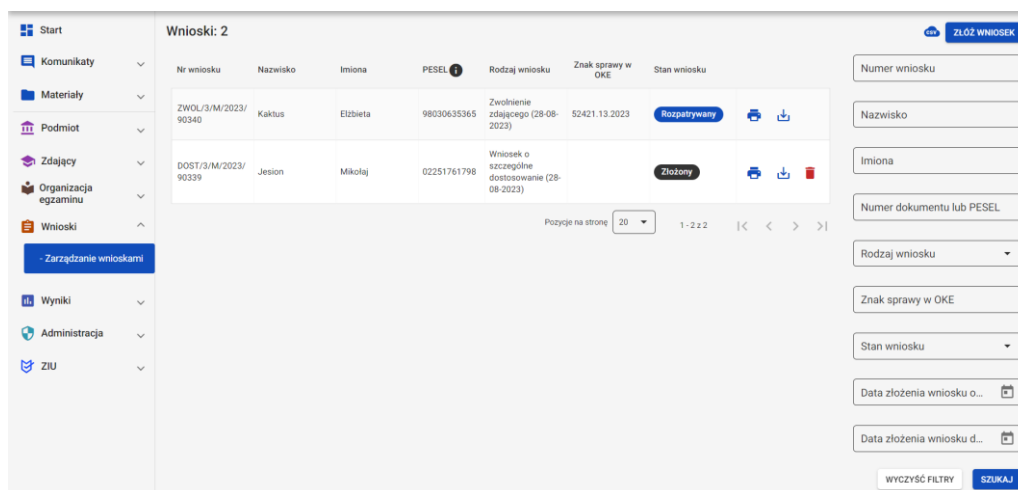 Start
Komunikaty
Materiały
Podmiot
Zdający
Organizacja
egzaminu
Wnioski
- Zarządzanie wnioskami
Wyniki
Administracja
ZIU
Wnioski: 2
csv
ZŁÓŻ WNIOSEK
Nr wniosku Nazwisko Imiona PESEL Rodzaj wniosku Znak sprawy w OKE Stan wniosku
ZWOL/3/M/2023/
90340
Kaktus
Elżbieta
98030635365
Zwolnienie
zdającego (28-08-
2023)
52421.13.2023
Rozpatrywany
DOST/3/M/2023/
90339
Jesion
Mikołaj
02251761798
Wniosek o
szczególne
dostosowanie (28-
08-2023)
Złożony
Pozycje na stronę 20 1 - 2 z 2
Numer wniosku
Nazwisko
Imiona
Numer dokumentu lub PESEL
Rodzaj wniosku
Znak sprawy w OKE
Stan wniosku
Data złożenia wniosku o...
Data złożenia wniosku d...
WYCZYŚĆ FILTRY SZUKAJ